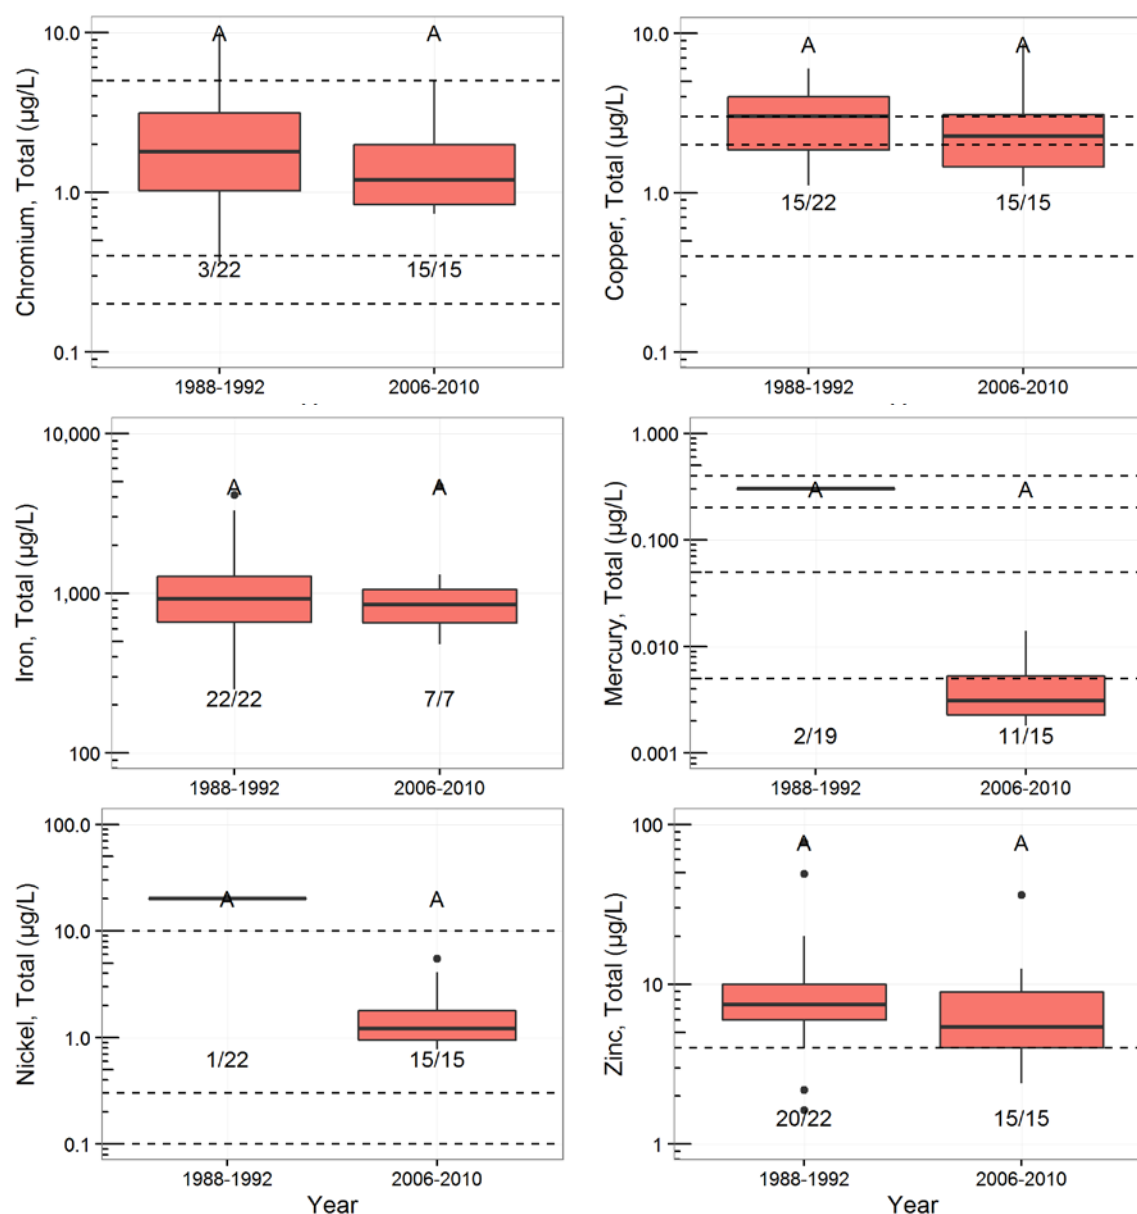 Chromium, Total (µg/L)
10.0
1.0
0.1
A
A
3/22
15/15
1988-1992
2006-2010
Copper, Total (µg/L)
10.0
1.0
0.1
A
A
15/22
15/15
1988-1992
2006-2010
Iron, Total (µg/L)
10,000
1,000
100
A
A
22/22
7/7
1988-1992
2006-2010
Mercury, Total (µg/L)
1.000
0.100
0.010
0.001
A
A
2/19
11/15
1988-1992
2006-2010
Nickel, Total (µg/L)
100.0
10.0
1.0
0.1
A
A
1/22
15/15
1988-1992
2006-2010
Year
Zinc, Total (µg/L)
100
10
1
A
A
20/22
15/15
1988-1992
2006-2010
Year